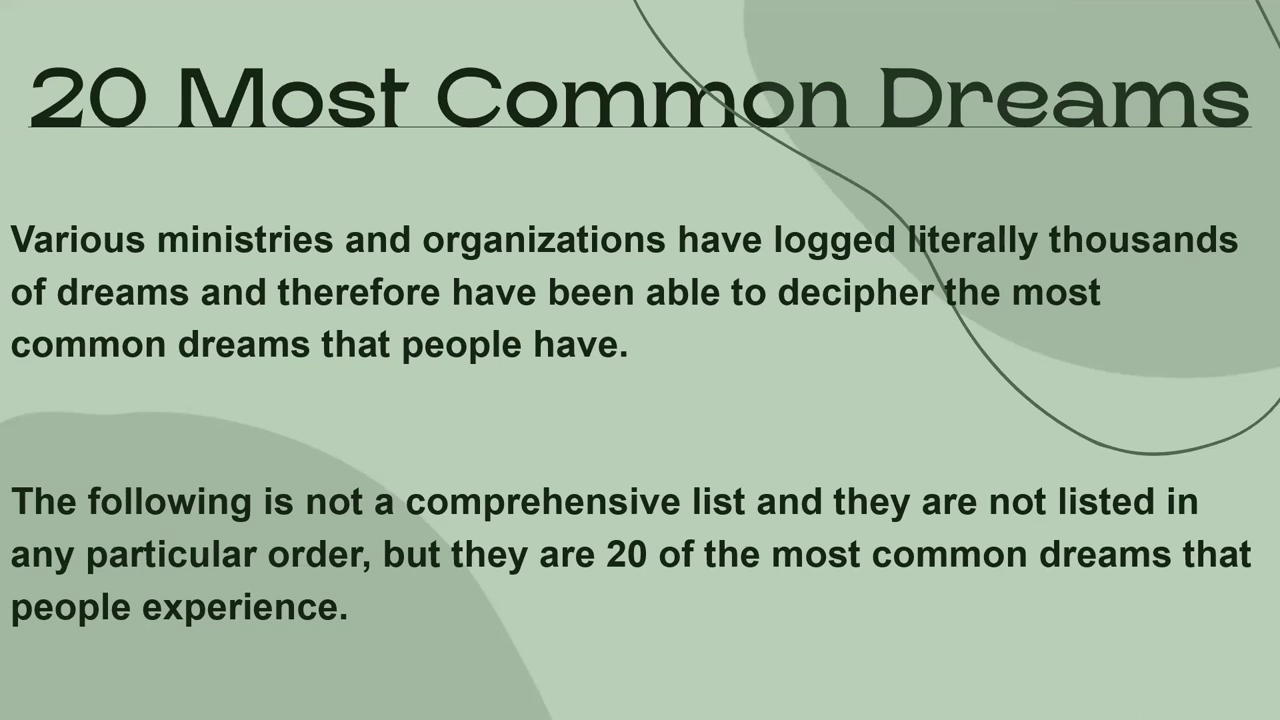 20 Most Common Dreams
Various ministries and organizations have logged literally thousands
of dreams and therefore have been able to decipher the most
common dreams that people have.
The following is not a comprehensive list and they are not listed in
any particular order, but they are 20 of the most common dreams that
people experience.